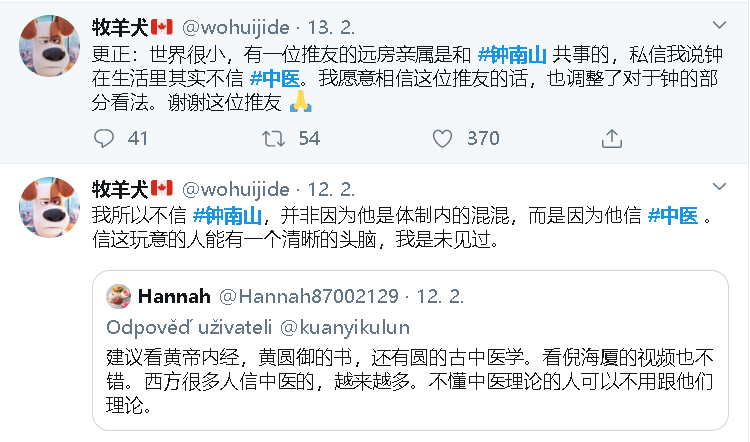 牧羊犬🇨🇦 @wohuijide · 13. 2.
更正：世界很小，有一位推友的远房亲属是和 #钟南山 共事的，私信我说钟
在生活里其实不信 #中医。我愿意相信这位推友的话，也调整了对于钟的部
分看法。谢谢这位推友 🙏
41 54 370
牧羊犬🇨🇦 @wohuijide · 12. 2.
我所以不信 #钟南山，并非因为他是体制内的混混，而是因为他信 #中医 。
信这玩意的人能有一个清晰的头脑，我是未见过。
Hannah @Hannah87002129 · 12. 2.
Odpověď uživateli @kuanyikulun
建议看黄帝内经，黄圆御的书，还有圆的古中医学。看倪海厦的视频也不
错。西方很多人信中医的，越来越多。不懂中医理论的人可以不用跟他们
理论。